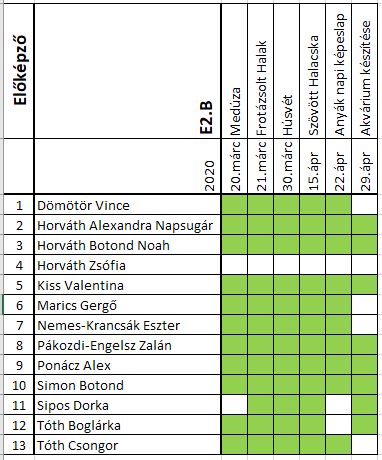 Előképző
E2.B
2020
20.márc Medúza
21.márc Frotázsolt Halak
30.márc Húsvét
15.ápr Szövött Halacska
22.ápr Anyák napi képeslap
29.ápr Akvárium készítése
1 Dömötör Vince
2 Horváth Alexandra Napsugár
3 Horváth Botond Noah
4 Horváth Zsófia
5 Kiss Valentina
6 Marics Gergő
7 Nemes-Krancsák Eszter
8 Pákozdi-Engelsz Zalán
9 Ponácz Alex
10 Simon Botond
11 Sipos Dorka
12 Tóth Boglárka
13 Tóth Csongor